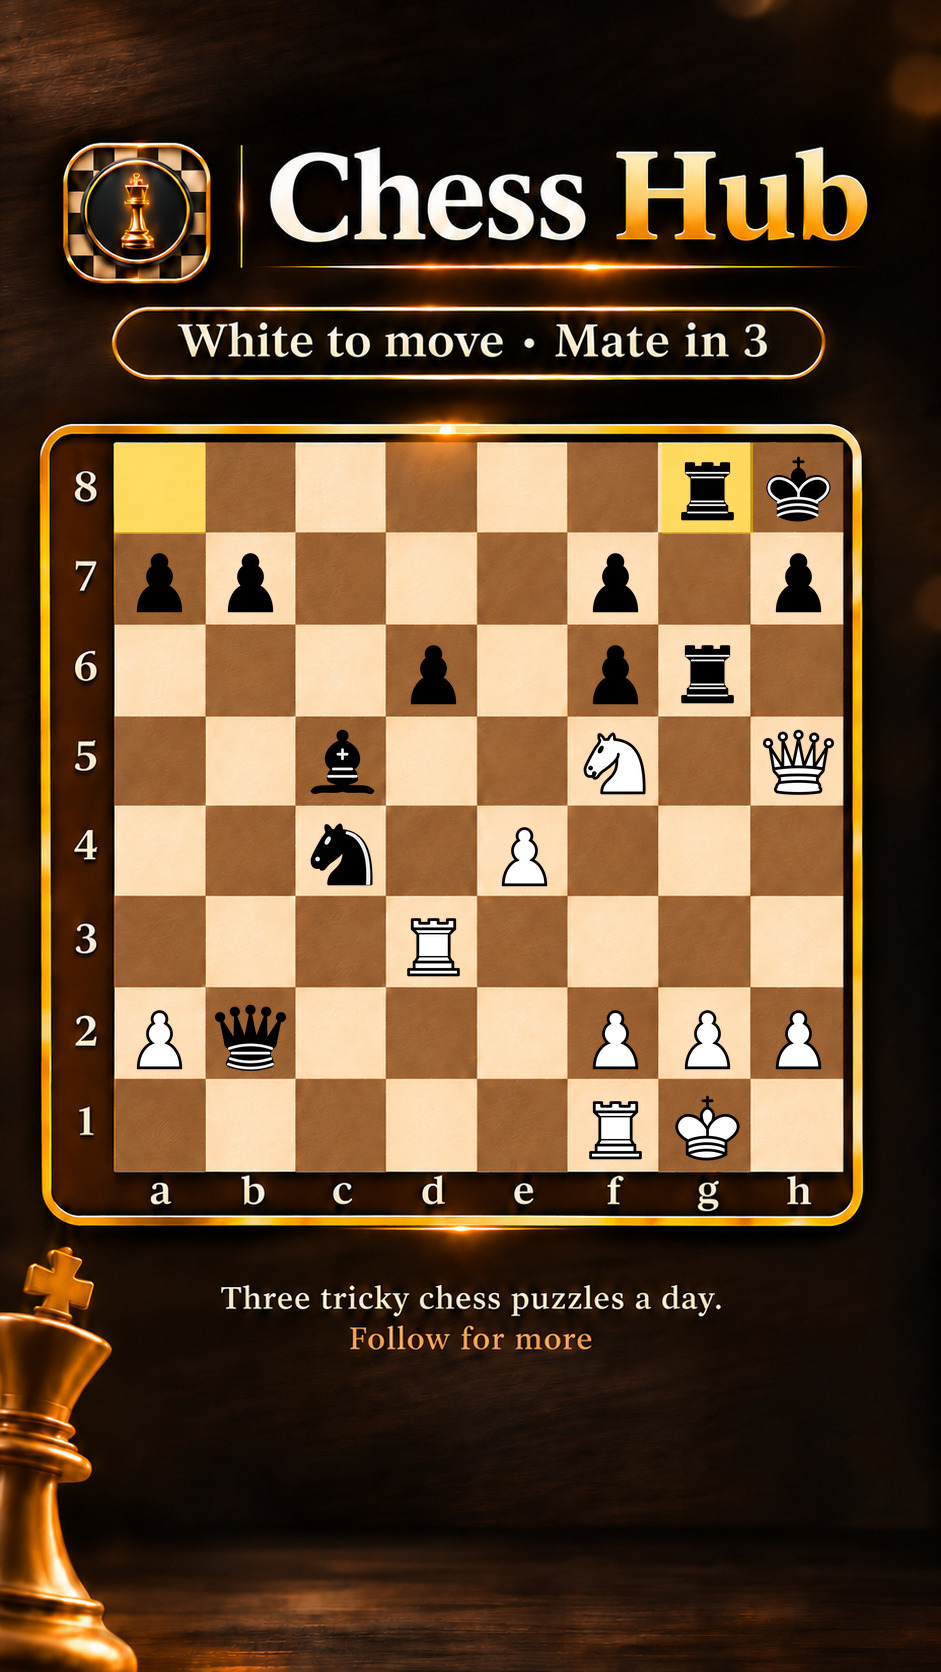 Chess Hub
White to move • Mate in 3
8
7
6
5
4
3
2
1
a b c d e f g h
Three tricky chess puzzles a day.
Follow for more